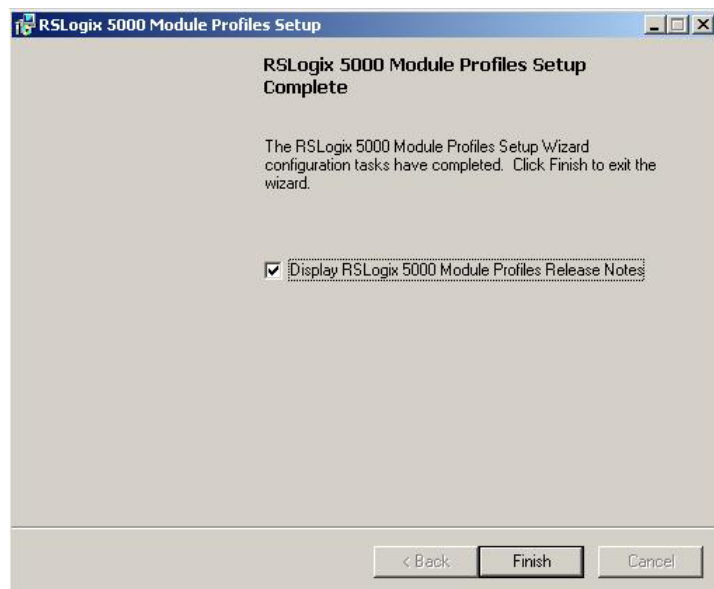 RSLogix 5000 Module Profiles Setup
RSLogix 5000 Module Profiles Setup
Complete
The RSLogix 5000 Module Profiles Setup Wizard
configuration tasks have completed. Click Finish to exit the
wizard.
Display RSLogix 5000 Module Profiles Release Notes
< Back
Finish
Cancel